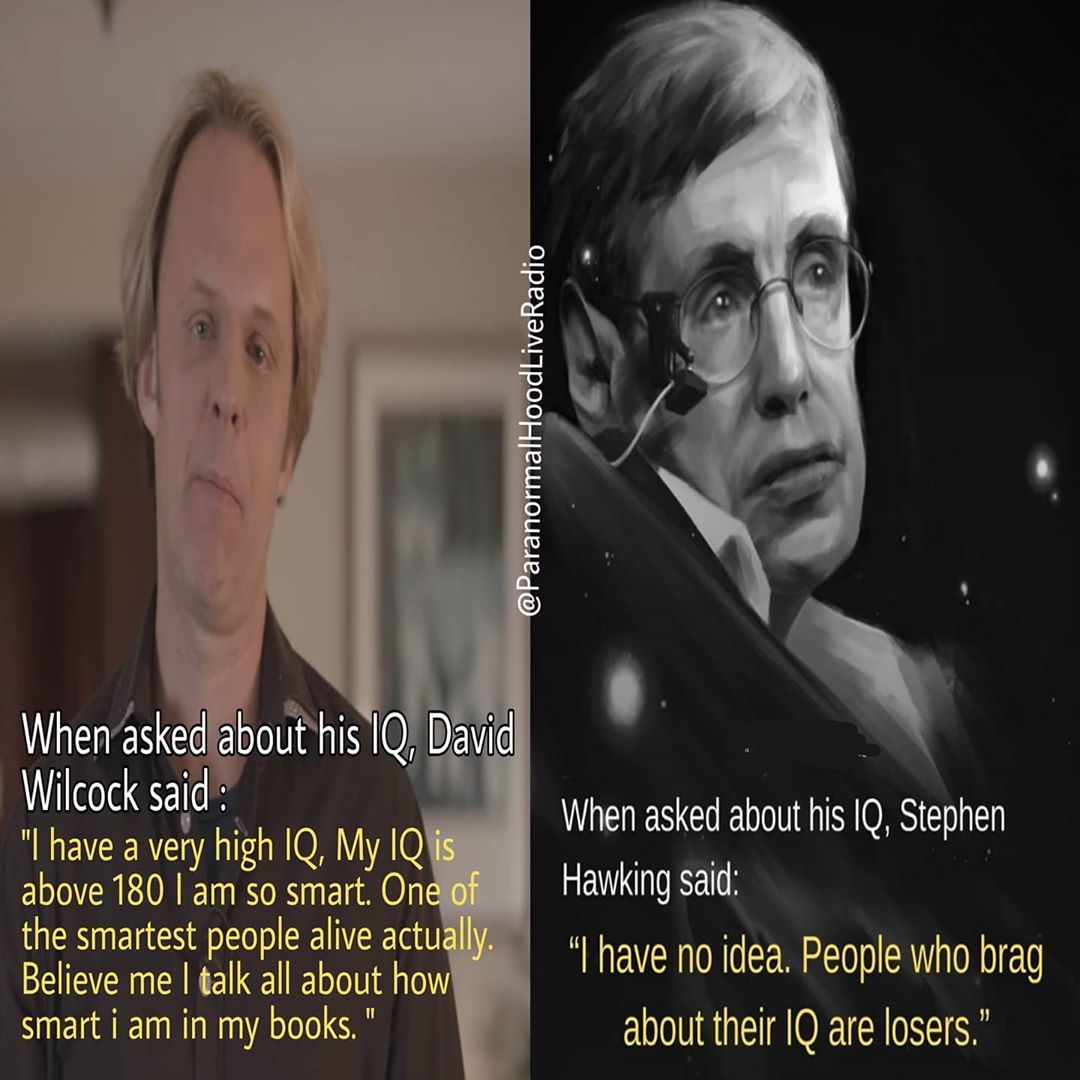 When asked about his IQ, David
Wilcock said :
"I have a very high IQ, My IQ is
above 180 I am so smart. One of
the smartest people alive actually.
Believe me I talk all about how
smart i am in my books. "
@ParanormalHoodLiveRadio
When asked about his IQ, Stephen
Hawking said:
“I have no idea. People who brag
about their IQ are losers.”